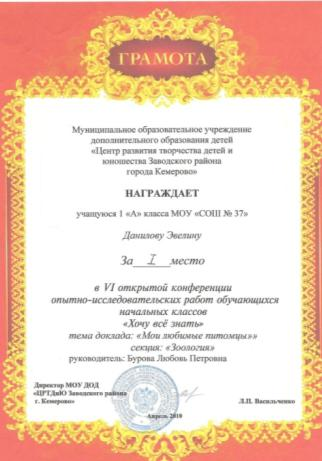 ГРАМОТА
Муниципальное образовательное учреждение
дополнительного образования детей
«Центр развития творчества детей и
юношества Заводского района
города Кемерово»
НАГРАЖДАЕТ
учащуюся 1 «А» класса МОУ «СОШ № 37»
Данилову Эвелину
За I место
в VI открытой конференции
опытно-исследовательских работ обучающихся
начальных классов
«Хочу всё знать»
тема доклада: «Мои любимые питомцы»»
секция: «Зоология»
руководитель: Бурова Любовь Петровна
Директор МОУ ДОД
«ЦРТДиЮ Заводского района
г. Кемерово»
Л.П. Васильченко
Апрель 2010